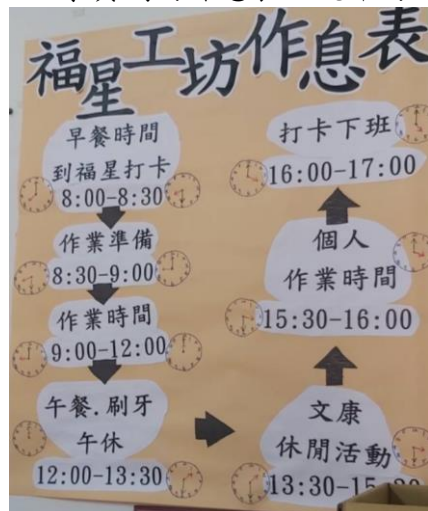 福星工坊作息表
早餐時間
到福星打卡
8:00-8:30
作業準備
8:30-9:00
作業時間
9:00-12:00
午餐.刷牙
午休
12:00-13:30
文康
休閒活動
13:30-15
個人
作業時間
15:30-16:00
打卡下班
16:00-17:00